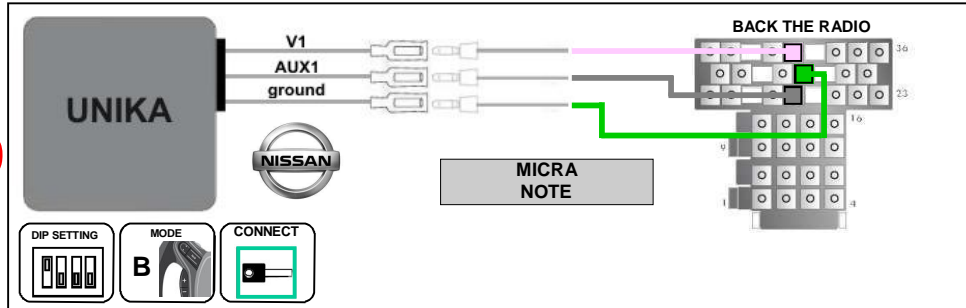 BACK THE RADIO
V1
AUX1
ground
UNIKA
36
23
16
9
1
4
NISSAN
MICRA
NOTE
DIP SETTING
MODE
B
CONNECT